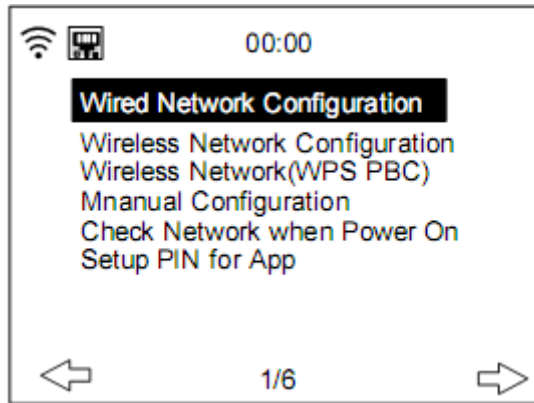 00:00
Wired Network Configuration
Wireless Network Configuration
Wireless Network(WPS PBC)
Mnanual Configuration
Check Network when Power On
Setup PIN for App
1/6